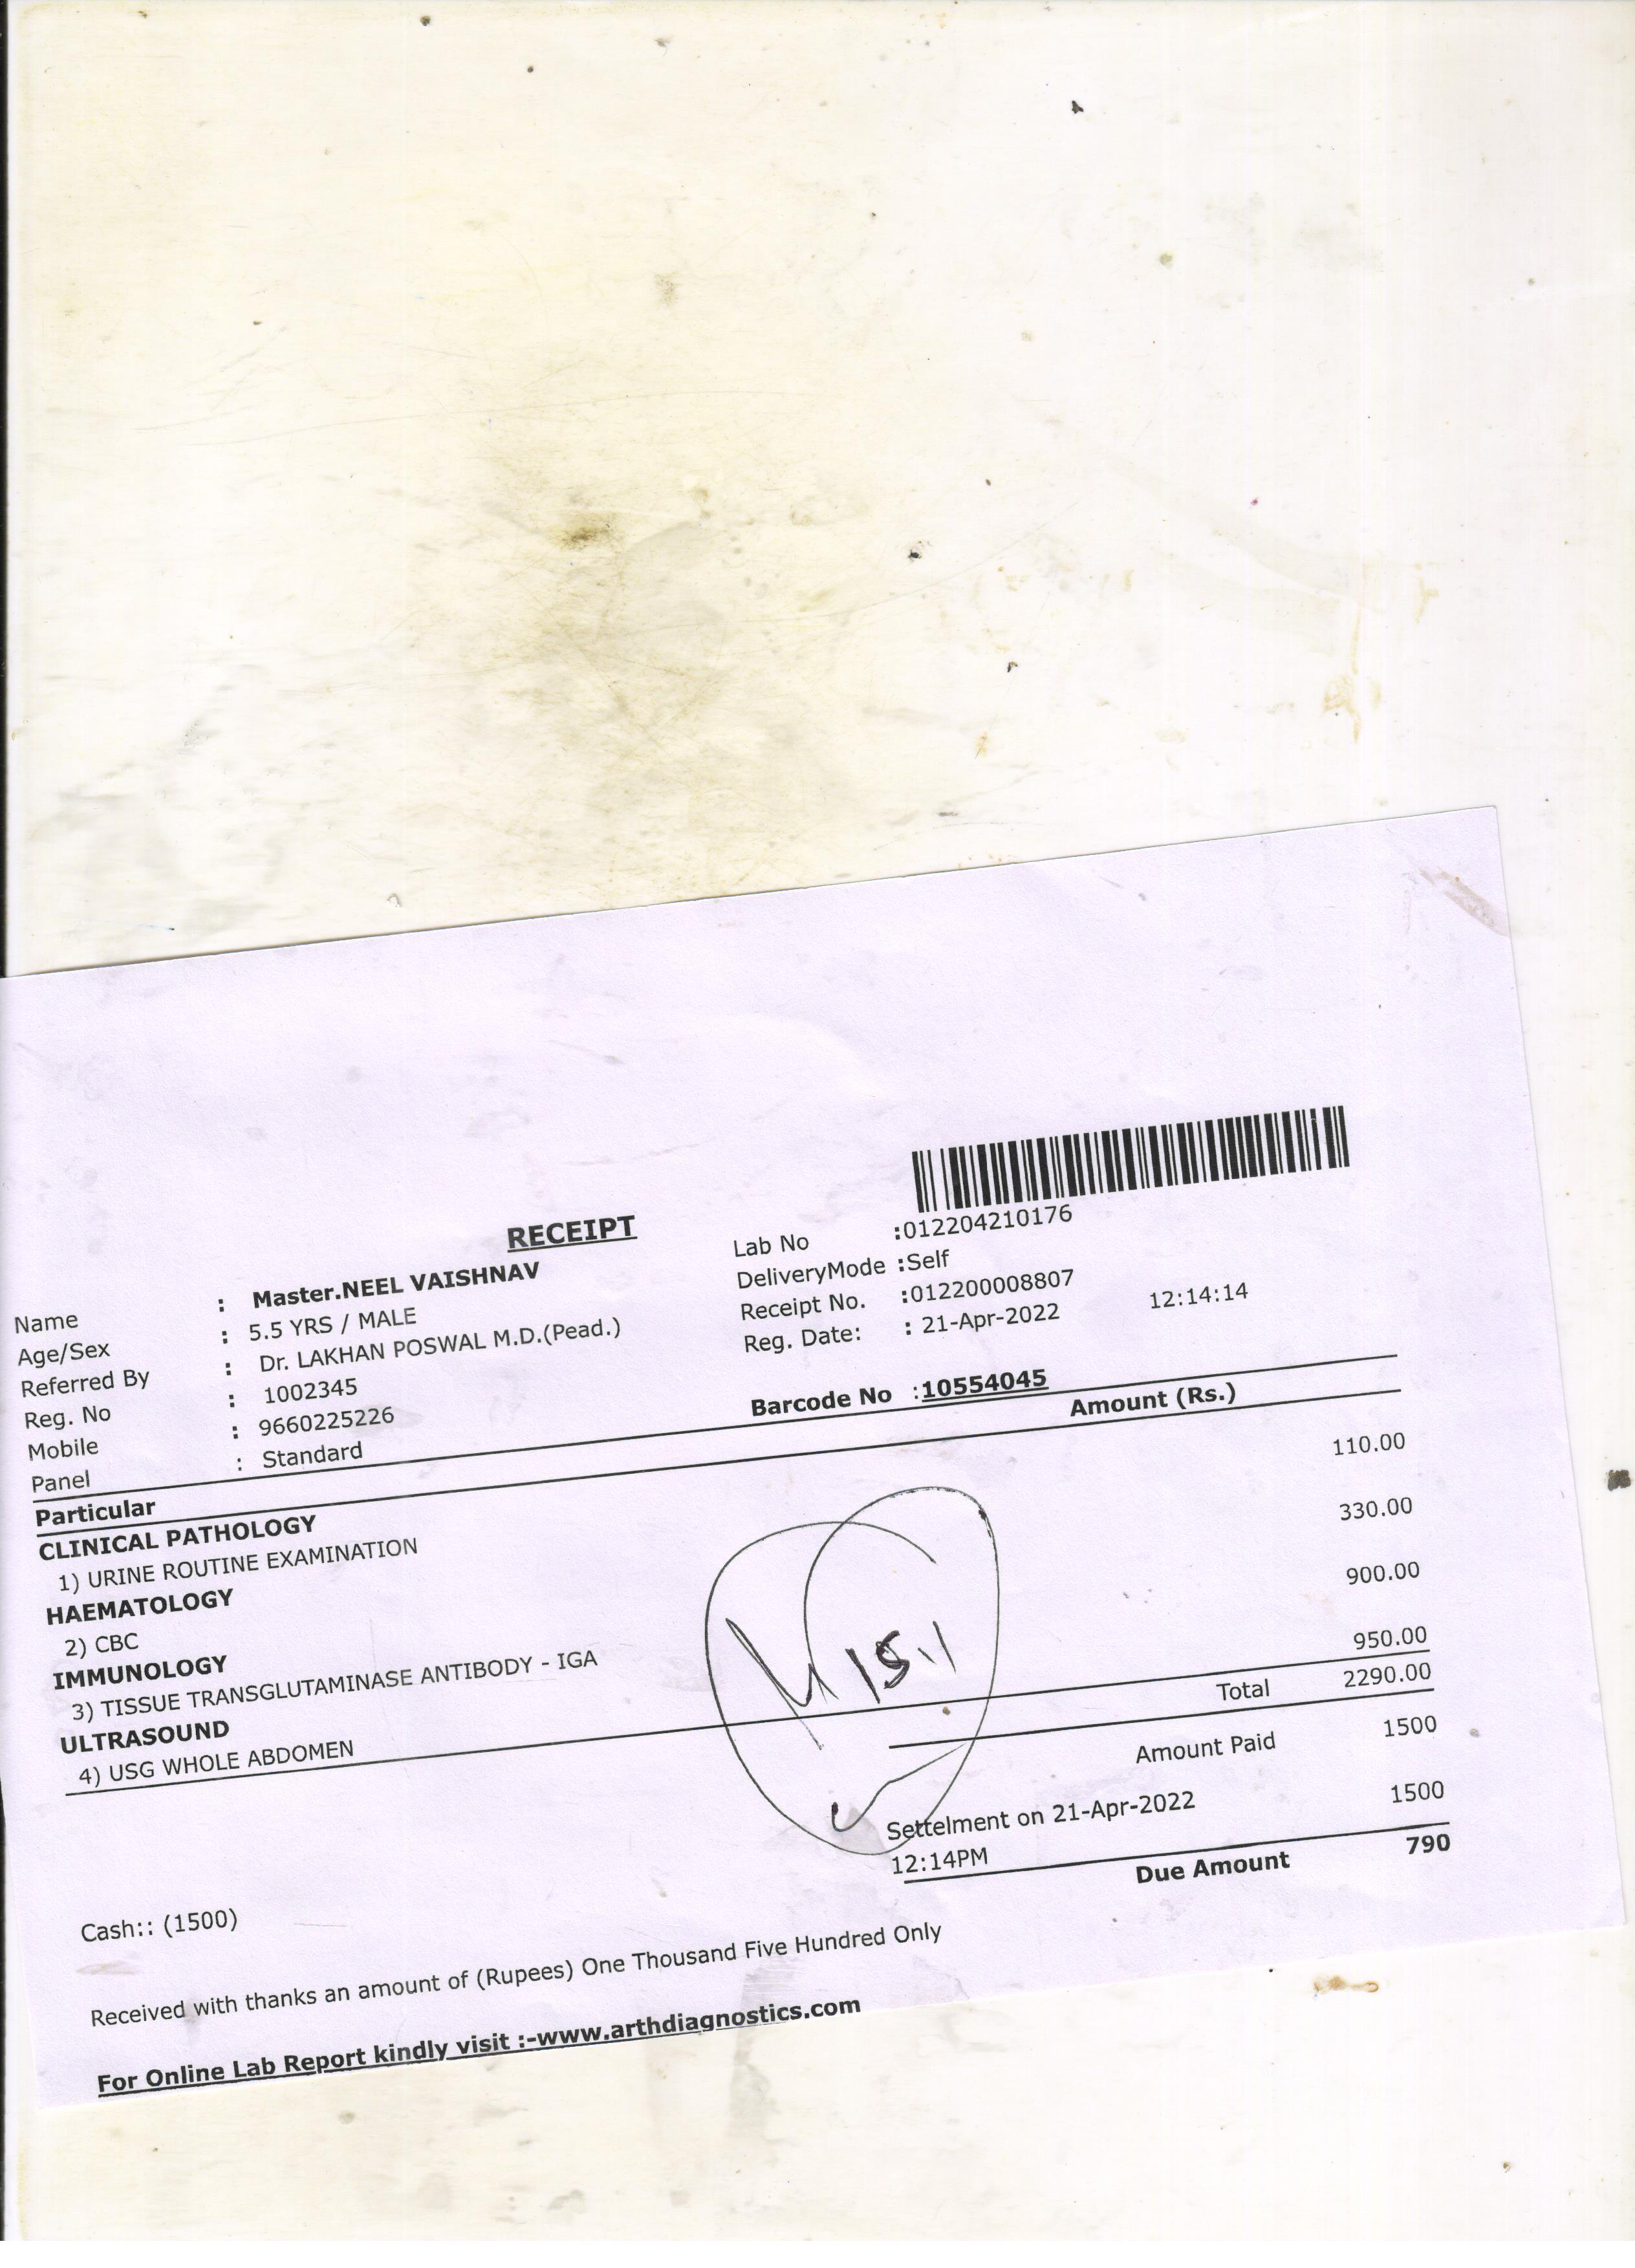 RECEIPT
Name : Master.NEEL VAISHNAV
Age/Sex : 5.5 YRS / MALE
Referred By : Dr. LAKHAN POSWAL M.D.(Pead.)
Reg. No : 1002345
Mobile : 9660225226
Panel : Standard
Lab No :012204210176
DeliveryMode :Self
Receipt No. :012200008807
Reg. Date: : 21-Apr-2022 12:14:14
Barcode No :10554045
Particular Amount (Rs.)
CLINICAL PATHOLOGY
1) URINE ROUTINE EXAMINATION 110.00
HAEMATOLOGY
2) CBC 330.00
IMMUNOLOGY
3) TISSUE TRANSGLUTAMINASE ANTIBODY - IGA 900.00
ULTRASOUND
4) USG WHOLE ABDOMEN 950.00
Total 2290.00
Amount Paid 1500
Settelment on 21-Apr-2022 1500
12:14PM
Due Amount 790
Cash:: (1500)
Received with thanks an amount of (Rupees) One Thousand Five Hundred Only
For Online Lab Report kindly visit :-www.arthdiagnostics.com